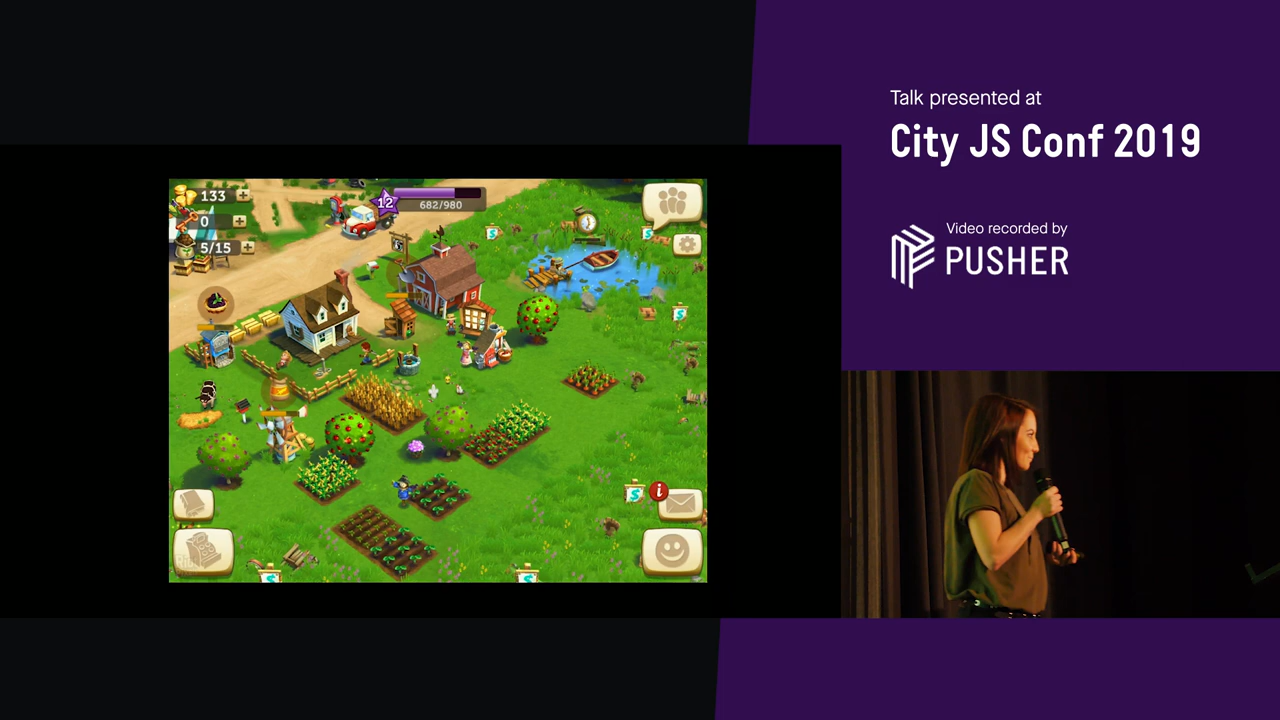 Talk presented at
City JS Conf 2019
Video recorded by
PUSHER
133
12
682/980
0
5/15
S
S
S
S
i
S
S